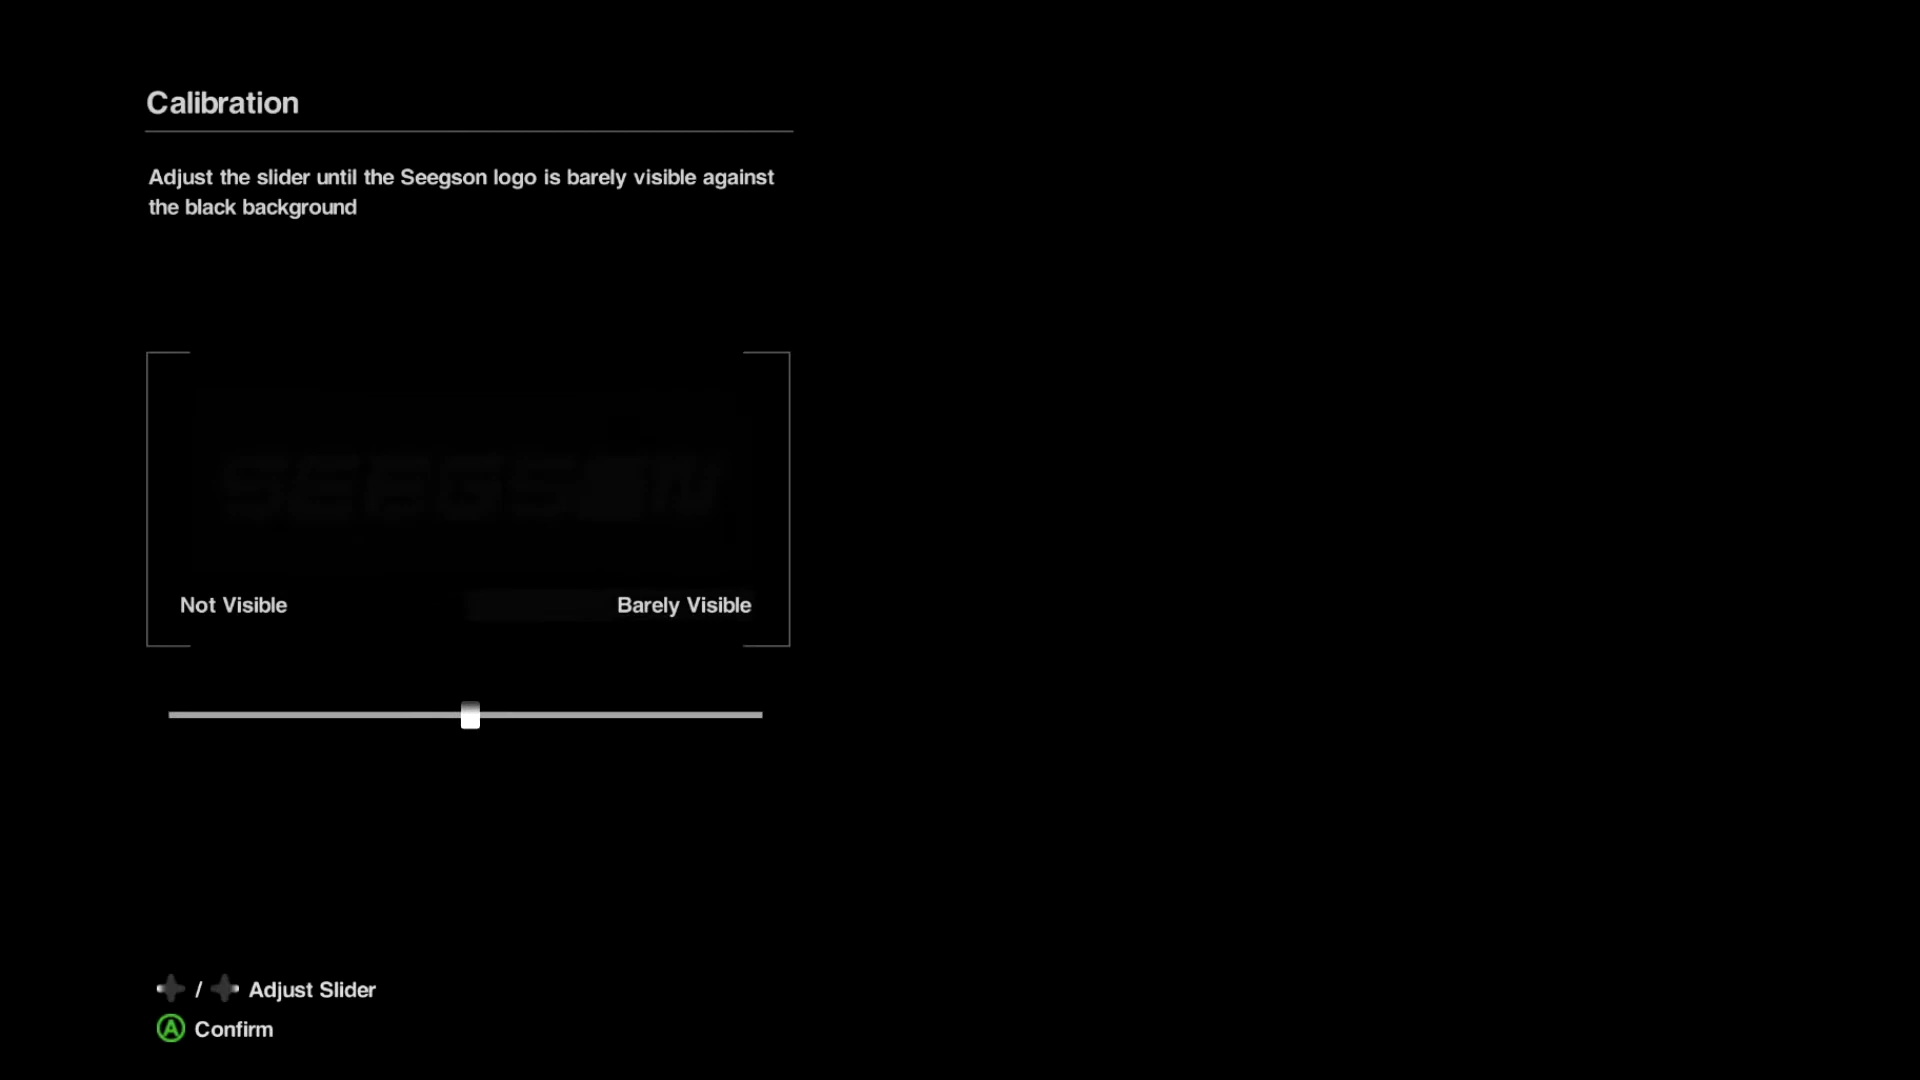 Calibration
Adjust the slider until the Seegson logo is barely visible against
the black background
SEEGSON
Not Visible
Barely Visible
/ Adjust Slider
A Confirm